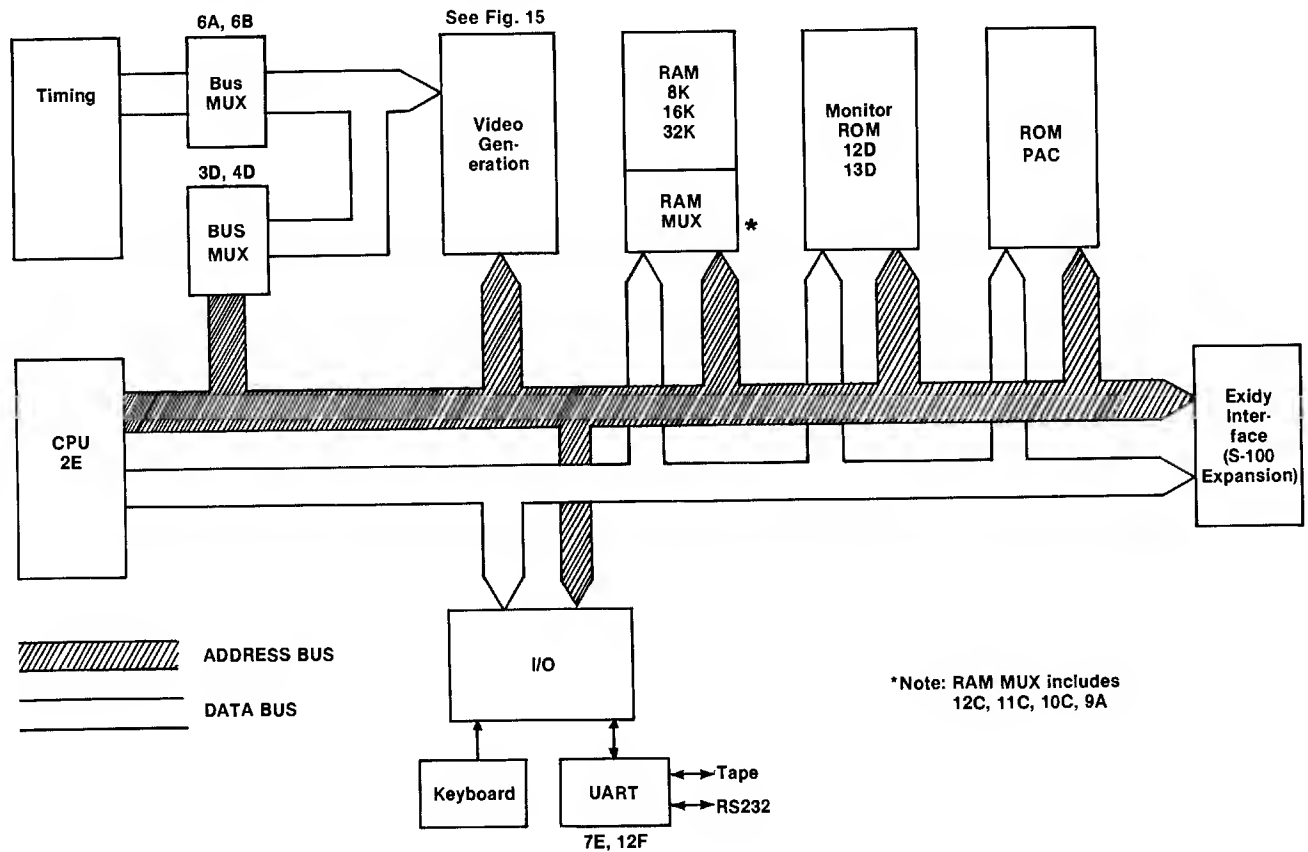 6A, 6B
See Fig. 15
Timing
Bus
MUX
Video
Gen-
eration
RAM
8K
16K
32K
RAM
MUX
*
Monitor
ROM
12D
13D
ROM
PAC
3D, 4D
BUS
MUX
CPU
2E
Exidy
Inter-
face
(S-100
Expansion)
I/O
ADDRESS BUS
DATA BUS
*Note: RAM MUX includes
12C, 11C, 10C, 9A
Keyboard
UART
Tape
RS232
7E, 12F